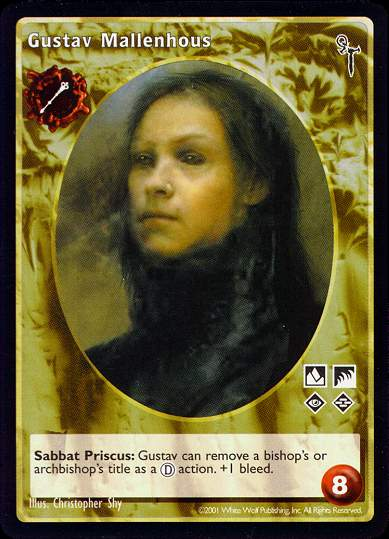 Gustav Mallenhous
Sabbat Priscus: Gustav can remove a bishop's or
archbishop's title as a Ⓓ action. +1 bleed.
8
Illus. Christopher Shy
©2001 White Wolf Publishing, Inc. All Rights Reserved.